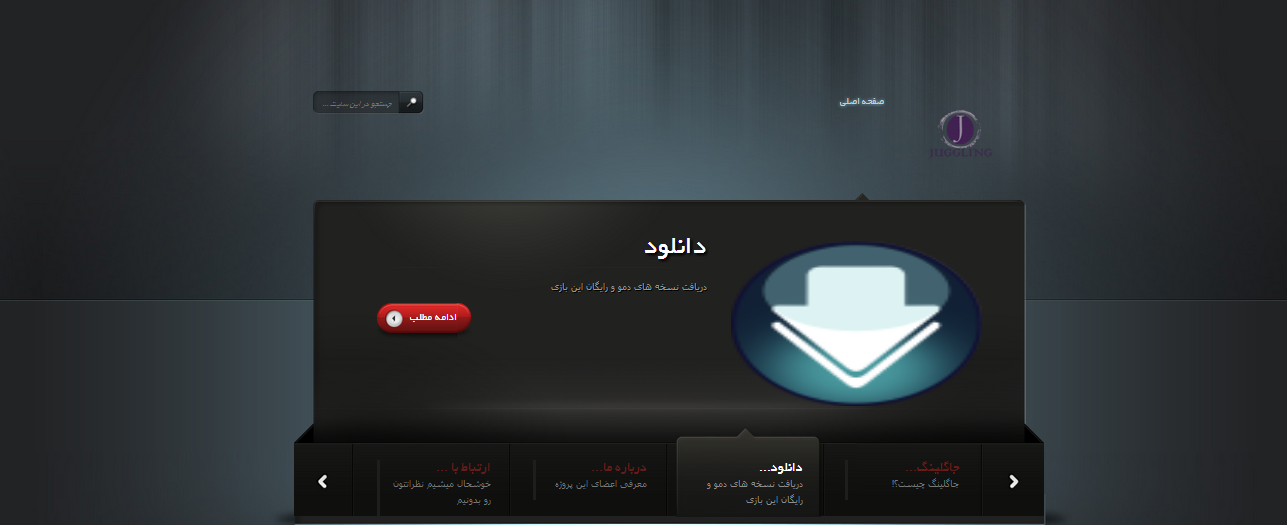 صفحه اصلی
جستجو در این سایت...
J
JIGGLING
دانلود
دریافت نسخه های دمو و رایگان این بازی
ادامه مطلب
جاگلینگ...
جاگلینگ چیست؟!
دانلود...
دریافت نسخه های دمو و
رایگان این بازی
درباره ها...
معرفی اعضای این پروژه
ارتباط با ...
خوشحال میشیم نظراتتون
رو بدونیم